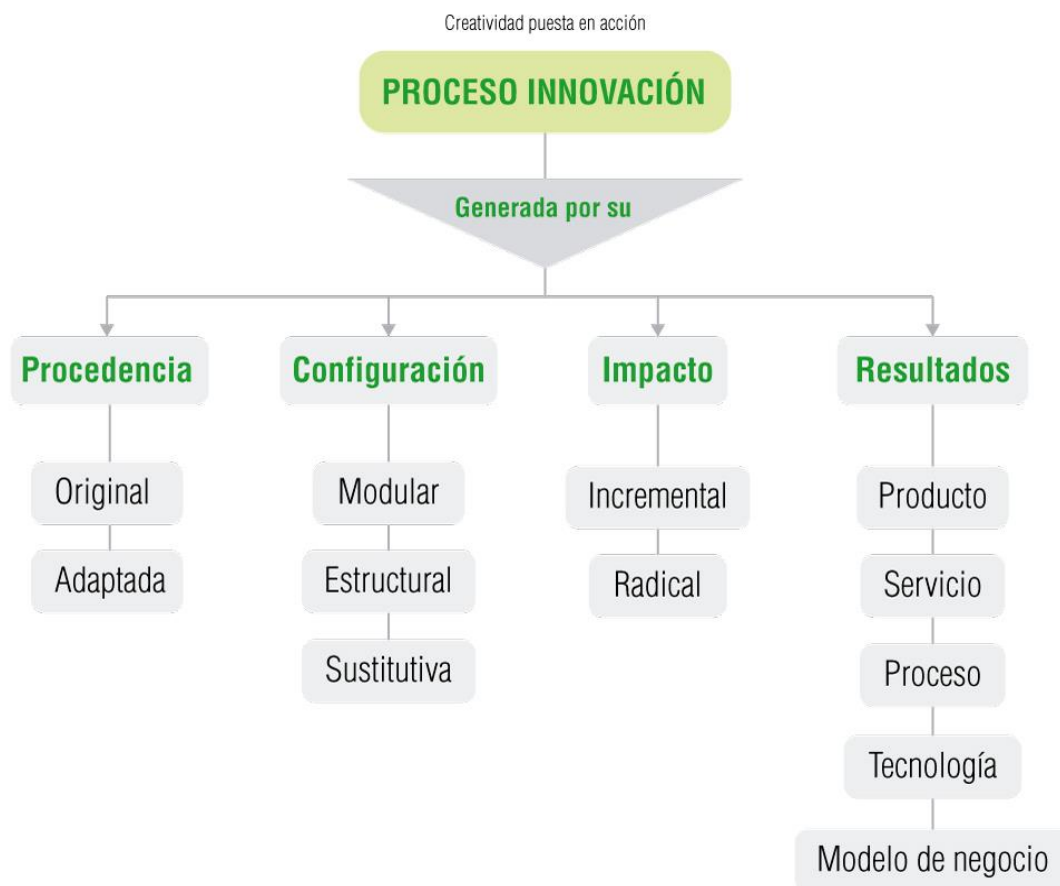 Creatividad puesta en acción
PROCESO INNOVACIÓN
Generada por su
Procedencia
Configuración
Impacto
Resultados
Original
Adaptada
Modular
Estructural
Sustitutiva
Incremental
Radical
Producto
Servicio
Proceso
Tecnología
Modelo de negocio